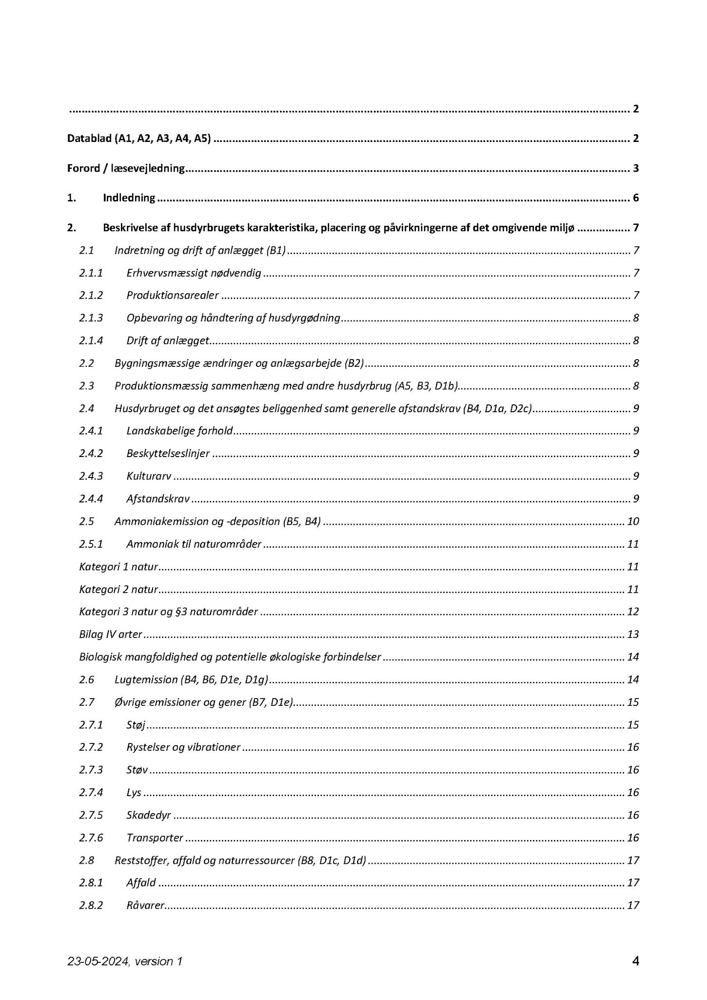 ........................................................................ 2
Datablad (A1, A2, A3, A4, A5) ........................................................................ 2
Forord / læsevejledning........................................................................ 3
1. Indledning ........................................................................ 6
2. Beskrivelse af husdyrbrugets karakteristika, placering og påvirkningerne af det omgivende miljø ................. 7
2.1 Indretning og drift af anlægget (B1) ........................................................................ 7
2.1.1 Erhvervsmæssigt nødvendig ........................................................................ 7
2.1.2 Produktionsarealer ........................................................................ 7
2.1.3 Opbevaring og håndtering af husdyrgødning........................................................................ 8
2.1.4 Drift af anlægget........................................................................ 8
2.2 Bygningsmæssige ændringer og anlægsarbejde (B2)........................................................................ 8
2.3 Produktionsmæssig sammenhæng med andre husdyrbrug (A5, B3, D1b)........................................................ 8
2.4 Husdyrbruget og det ansøgtes beliggenhed samt generelle afstandskrav (B4, D1a, D2c)................................ 9
2.4.1 Landskabelige forhold........................................................................ 9
2.4.2 Beskyttelseslinjer ........................................................................ 9
2.4.3 Kulturarv ........................................................................ 9
2.4.4 Afstandskrav ........................................................................ 9
2.5 Ammoniakemission og -deposition (B5, B4) ........................................................................ 10
2.5.1 Ammoniak til naturområder ........................................................................ 11
Kategori 1 natur........................................................................ 11
Kategori 2 natur........................................................................ 11
Kategori 3 natur og §3 naturområder ........................................................................ 12
Bilag IV arter ........................................................................ 13
Biologisk mangfoldighed og potentielle økologiske forbindelser ........................................................................ 14
2.6 Lugtemission (B4, B6, D1e, D1g)........................................................................ 14
2.7 Øvrige emissioner og gener (B7, D1e)........................................................................ 15
2.7.1 Støj........................................................................ 15
2.7.2 Rystelser og vibrationer ........................................................................ 16
2.7.3 Støv ........................................................................ 16
2.7.4 Lys ........................................................................ 16
2.7.5 Skadedyr ........................................................................ 16
2.7.6 Transporter ........................................................................ 16
2.8 Reststoffer, affald og naturressourcer (B8, D1c, D1d) ........................................................................ 17
2.8.1 Affald ........................................................................ 17
2.8.2 Råvarer........................................................................ 17
23-05-2024, version 1 4